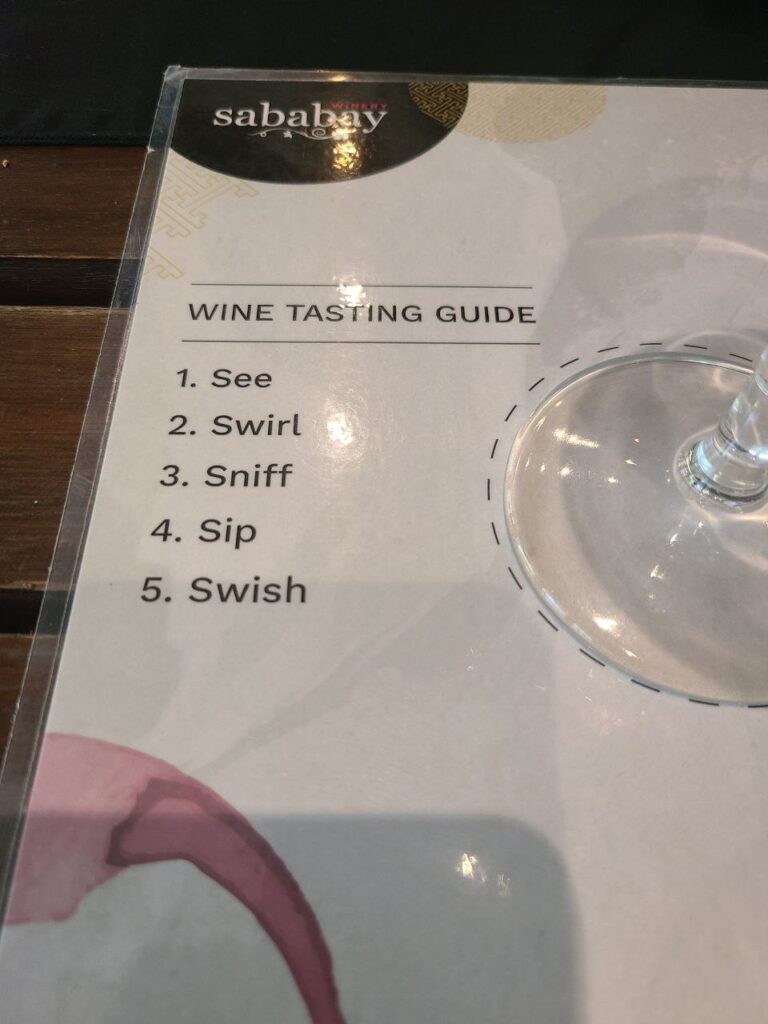 WINERY
sababay
WINE TASTING GUIDE
1. See
2. Swirl
3. Sniff
4. Sip
5. Swish